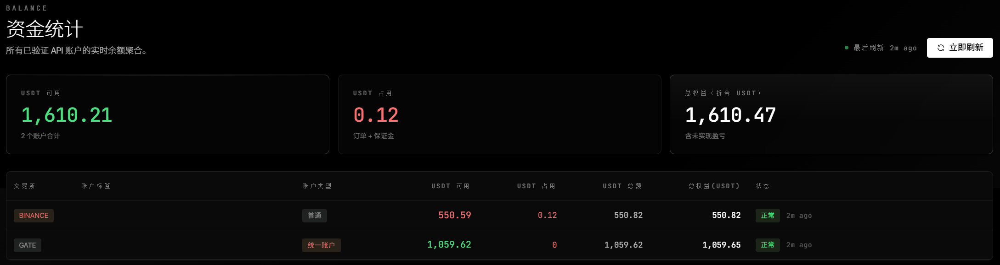 BALANCE
资金统计
所有已验证 API 账户的实时余额聚合。
最后刷新 2m ago
立即刷新
USDT 可用
1,610.21
2 个账户合计
USDT 占用
0.12
订单 + 保证金
总权益（折合 USDT）
1,610.47
含未实现盈亏
交易所 账户标签 账户类型 USDT 可用 USDT 占用 USDT 总额 总权益(USDT) 状态
BINANCE 普通 550.59 0.12 550.82 550.82 正常 2m ago
GATE 统一账户 1,059.62 0 1,059.62 1,059.65 正常 2m ago